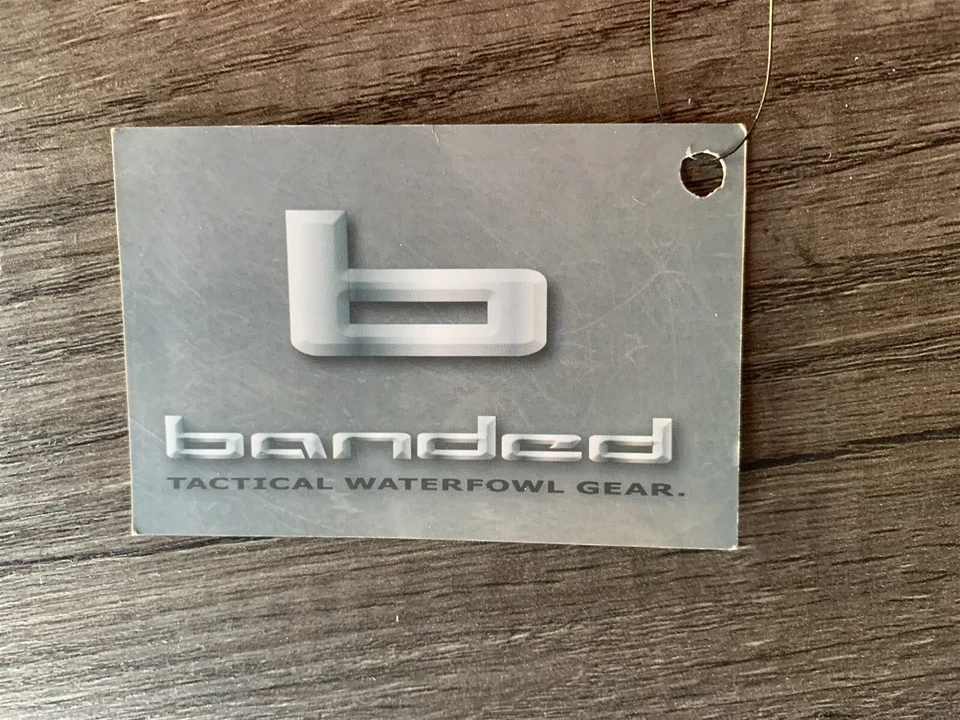 b
banded
TACTICAL WATERFOWL GEAR.